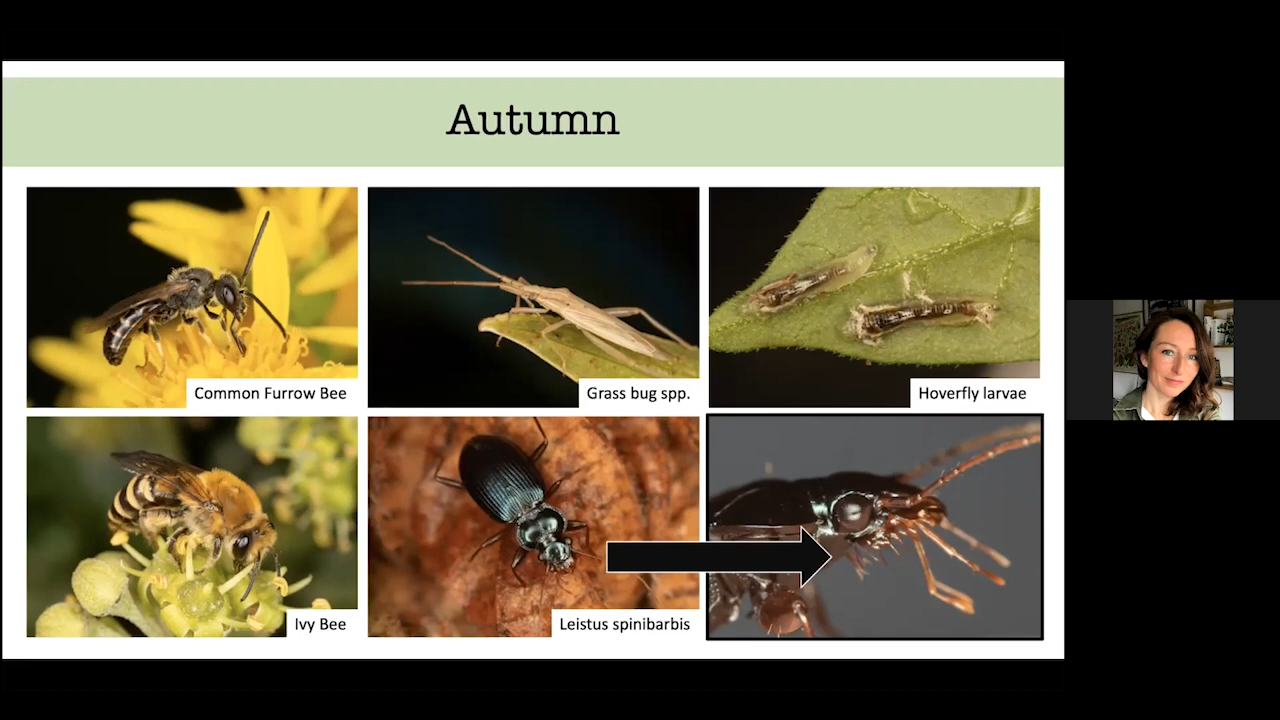 Autumn
Common Furrow Bee
Grass bug spp.
Hoverfly larvae
Ivy Bee
Leistus spinibarbis